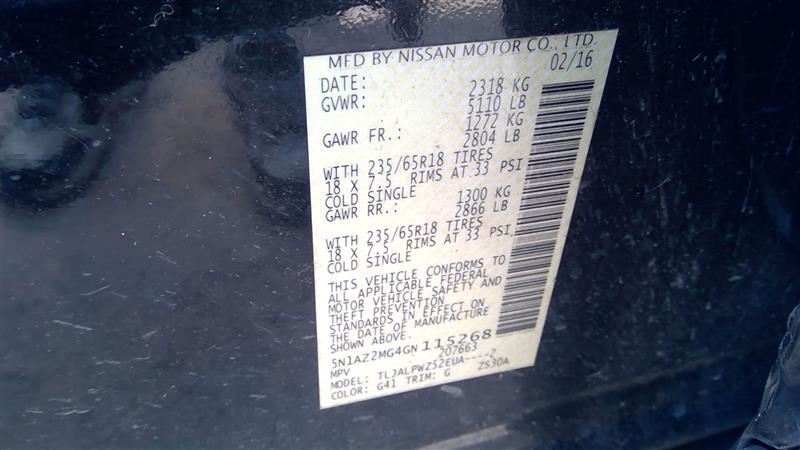 MFD BY NISSAN MOTOR CO., LTD.
DATE: 02/16
GVWR: 2318 KG
5110 LB
GAWR FR.: 1272 KG
2804 LB
WITH 235/65R18 TIRES
18 X 7.5 RIMS AT 33 PSI
COLD SINGLE
GAWR RR.: 1300 KG
2866 LB
WITH 235/65R18 TIRES
18 X 7.5 RIMS AT 33 PSI
COLD SINGLE
THIS VEHICLE CONFORMS TO
ALL APPLICABLE FEDERAL
MOTOR VEHICLE SAFETY AND
THEFT PREVENTION
STANDARDS IN EFFECT ON
THE DATE OF MANUFACTURE
SHOWN ABOVE.
5N1AZ2MG4GN115268
MPV 207663
MODEL: TLJALPWZ52EUA----2
COLOR: G41 TRIM: G ZS30A